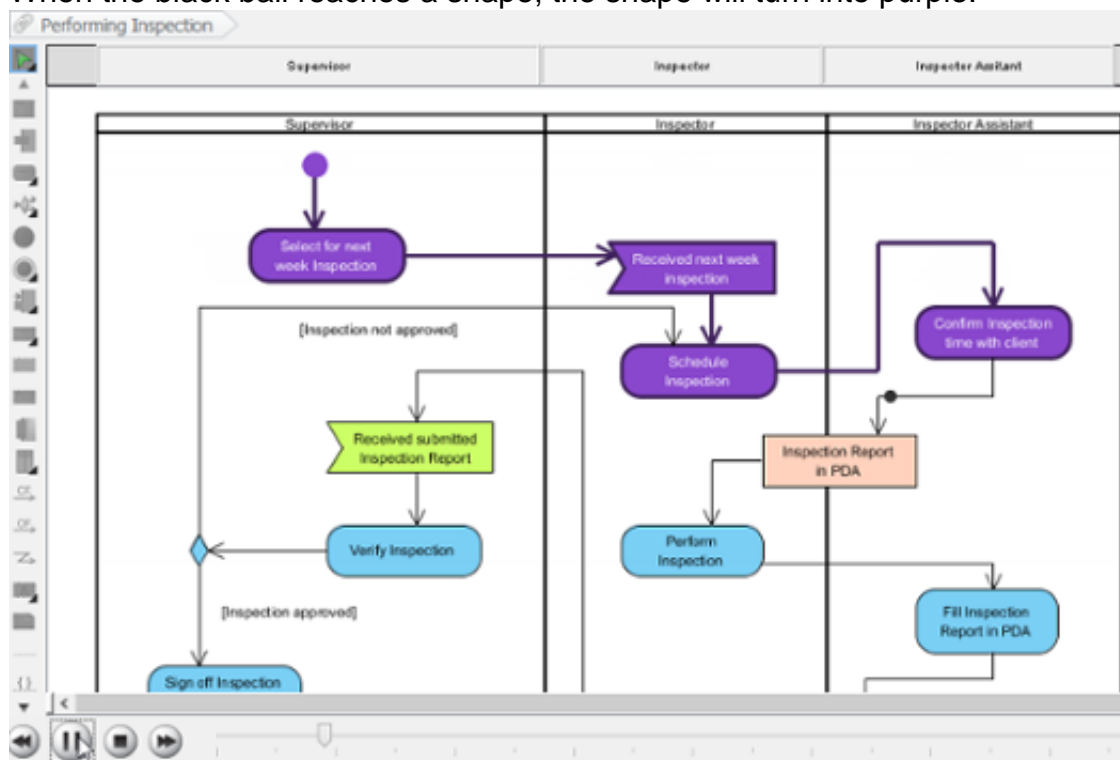 When the black ball reaches a shape, the shape will turn into purple.
Performing Inspection
Supervisor
Inspector
Inspector Assitant
Supervisor
Inspector
Inspector Assistant
Select for next
week Inspection
Received next week
inspection
[Inspection not approved]
Confirm Inspection
time with client
Schedule
Inspection
Received submitted
Inspection Report
Inspection Report
in PDA
Verify Inspection
Perform
Inspection
[Inspection approved]
Fill Inspection
Report in PDA
Sign off Inspection